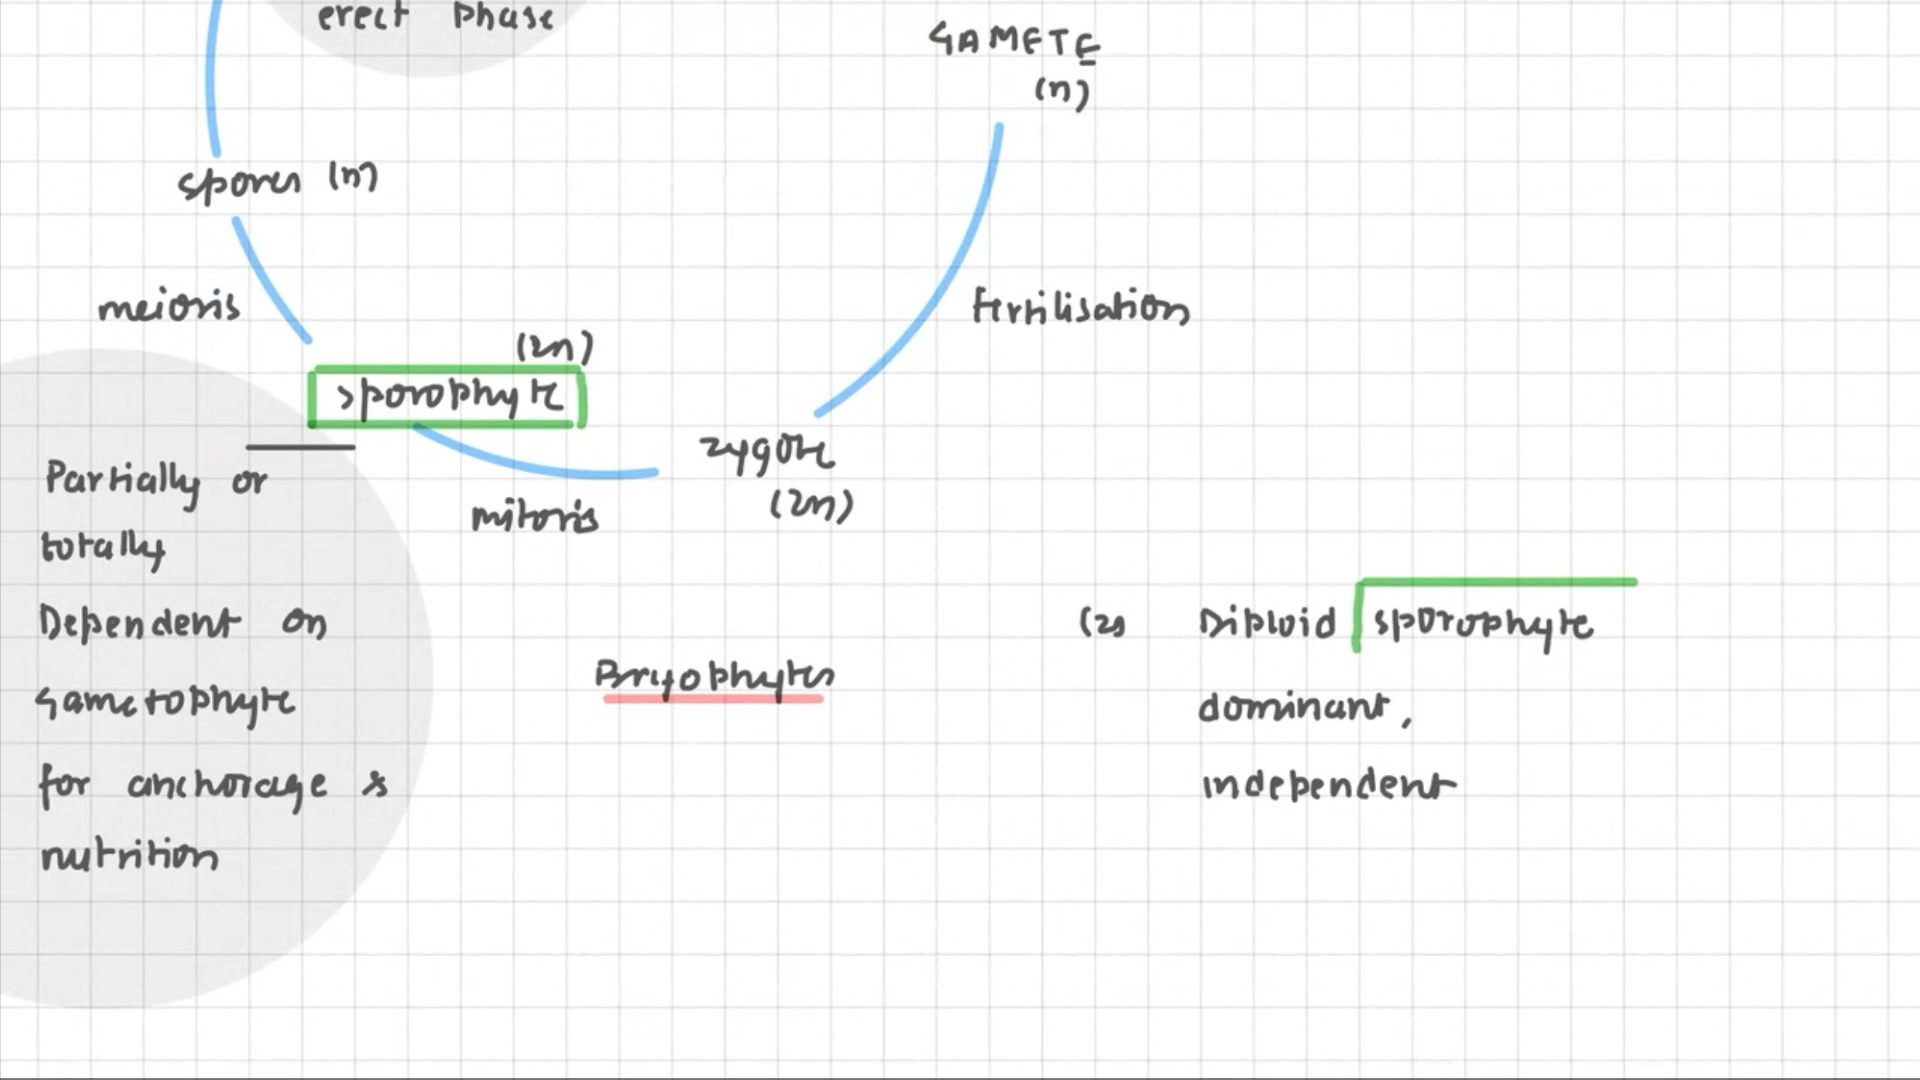 erect phase
GAMETE
(n)
spores (n)
meiosis
fertilisation
(2n)
sporophyte
zygote
(2n)
mitosis
Partially or
totally
Dependent on
Gametophyte
for anchorage &
nutrition
Bryophytes
(2) Diploid sporophyte
dominant,
independent